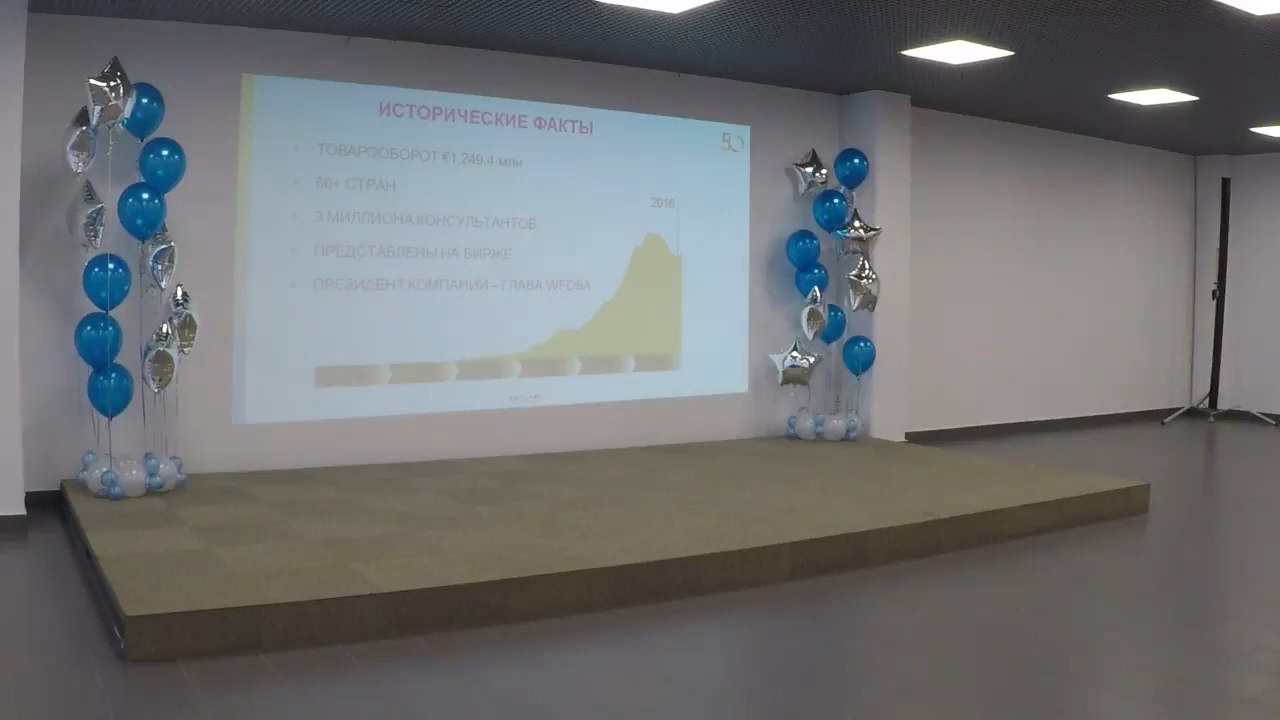 ИСТОРИЧЕСКИЕ ФАКТЫ
50
ТОВАРООБОРОТ €1,249.4 млн
60+ СТРАН
3 МИЛЛИОНА КОНСУЛЬТАНТОВ
ПРЕДСТАВЛЕНЫ НА БИРЖЕ
ПРЕЗИДЕНТ КОМПАНИИ – ГЛАВА WFDSA
2016